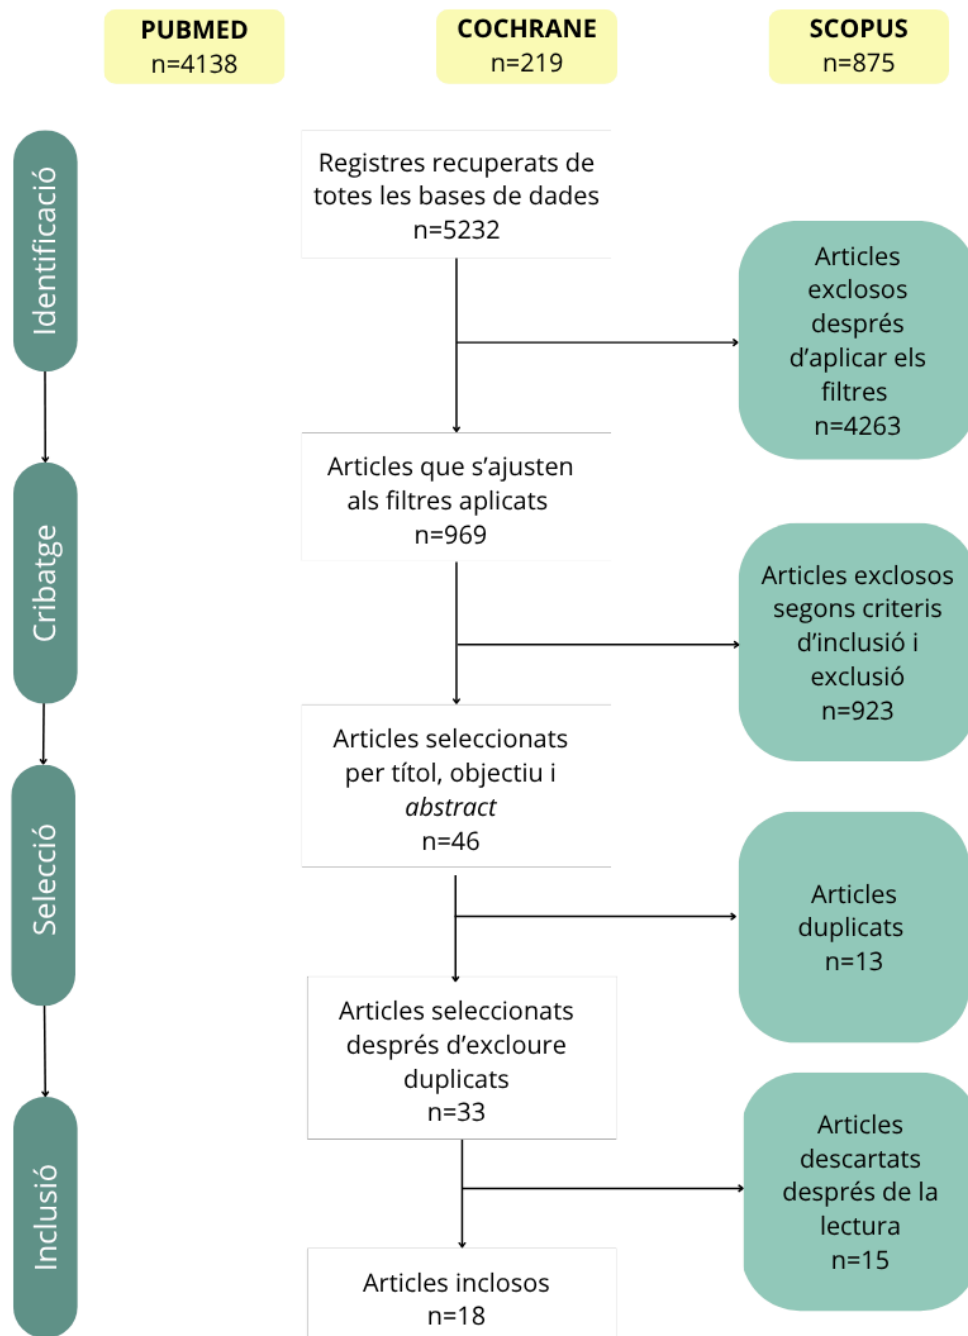 PUBMED
n=4138
COCHRANE
n=219
SCOPUS
n=875
Identificació
Registres recuperats de
totes les bases de dades
n=5232
Articles
exclosos
després
d'aplicar els
filtres
n=4263
Cribatge
Articles que s'ajusten
als filtres aplicats
n=969
Articles exclosos
segons criteris
d'inclusió i
exclusió
n=923
Selecció
Articles seleccionats
per títol, objectiu i
abstract
n=46
Articles
duplicats
n=13
Articles seleccionats
després d'excloure
duplicats
n=33
Inclusió
Articles
descartats
després de la
lectura
n=15
Articles inclosos
n=18